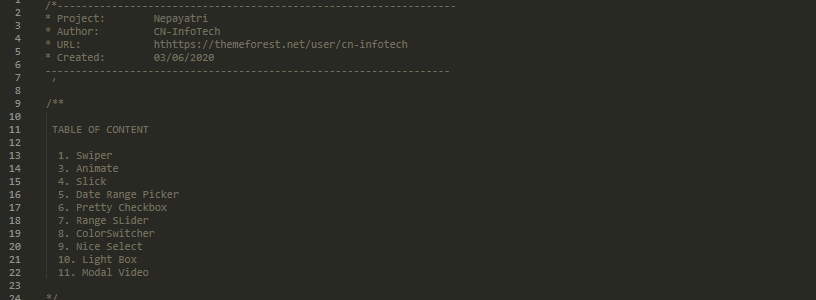 1 /*------------------------------------------------------------------
2 * Project: Nepayatri
3 * Author: CN-InfoTech
4 * URL: hthttps://themeforest.net/user/cn-infotech
5 * Created: 03/06/2020
6 -------------------------------------------------------------------
7 /
8
9 /**
10
11 TABLE OF CONTENT
12
13 1. Swiper
14 3. Animate
15 4. Slick
16 5. Date Range Picker
17 6. Pretty Checkbox
18 7. Range SLider
19 8. ColorSwitcher
20 9. Nice Select
21 10. Light Box
22 11. Modal Video
23
24 */